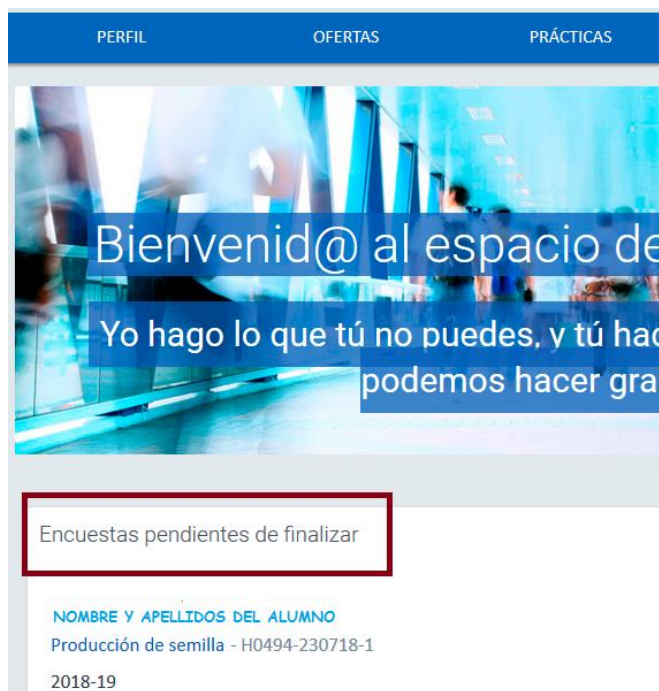 PERFIL OFERTAS PRÁCTICAS
Bienvenid@ al espacio de
Yo hago lo que tú no puedes, y tú hac
podemos hacer gra
Encuestas pendientes de finalizar
NOMBRE Y APELLIDOS DEL ALUMNO
Producción de semilla - H0494-230718-1
2018-19